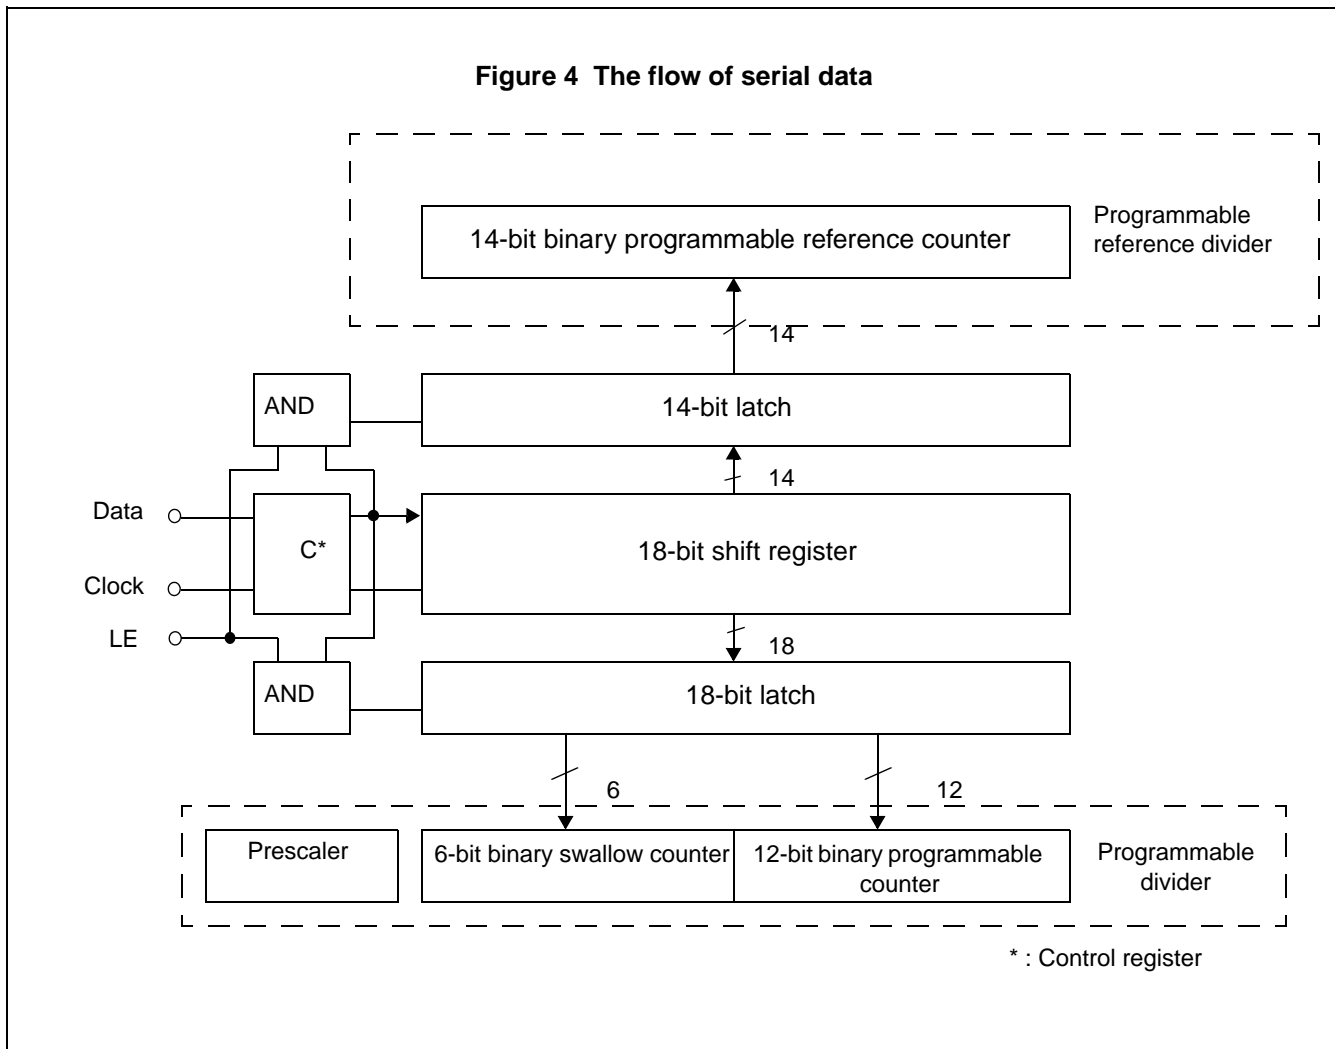 Figure 4  The flow of serial data
14-bit binary programmable reference counter
Programmable
reference divider
14
AND
14-bit latch
14
Data
C*
18-bit shift register
Clock
LE
18
AND
18-bit latch
6
12
Prescaler
6-bit binary swallow counter
12-bit binary programmable
counter
Programmable
divider
* : Control register